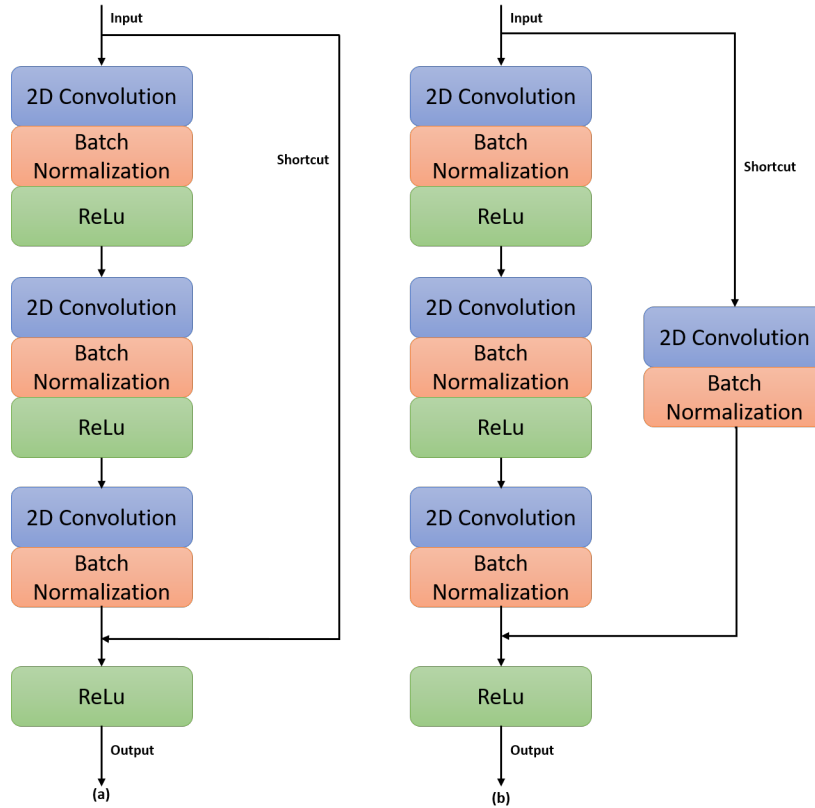 Input
2D Convolution
Batch
Normalization
ReLu
Shortcut
2D Convolution
Batch
Normalization
ReLu
2D Convolution
Batch
Normalization
ReLu
Output
(a)
Input
2D Convolution
Batch
Normalization
ReLu
Shortcut
2D Convolution
Batch
Normalization
ReLu
2D Convolution
Batch
Normalization
2D Convolution
Batch
Normalization
ReLu
Output
(b)